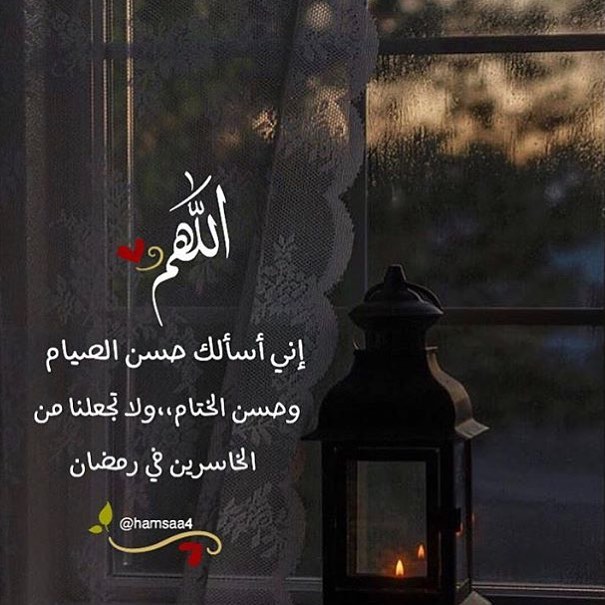 اللهم
إني أسألك حسن الصيام
وحسن الختام،،ولا تجعلنا من
الخاسرين في رمضان
@hamsaa4